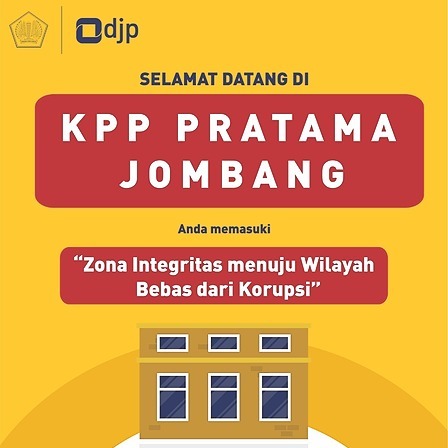 djp
SELAMAT DATANG DI
KPP PRATAMA
JOMBANG
Anda memasuki
“Zona Integritas menuju Wilayah
Bebas dari Korupsi”